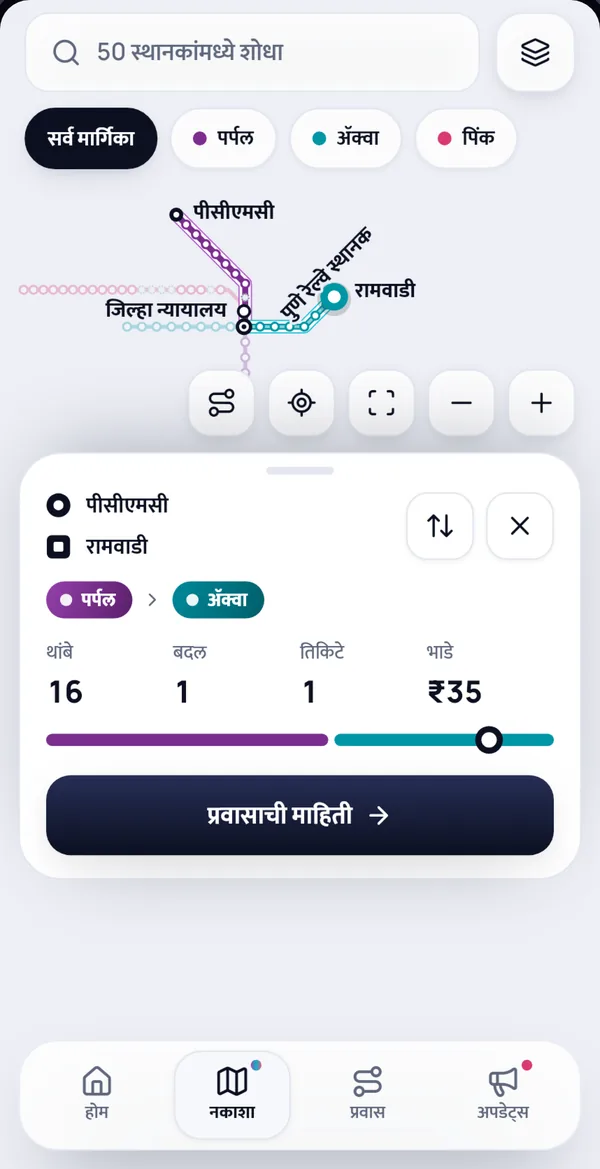 50 स्थानकांमध्ये शोधा
सर्व मार्गिका
पर्पल
ॲक्वा
पिंक
पीसीएमसी
पुणे रेल्वे स्थानक
रामवाडी
जिल्हा न्यायालय
पीसीएमसी
रामवाडी
पर्पल
ॲक्वा
थांबे बदल तिकिटे भाडे
16 1 1 ₹35
प्रवासाची माहिती
होम नकाशा प्रवास अपडेट्स